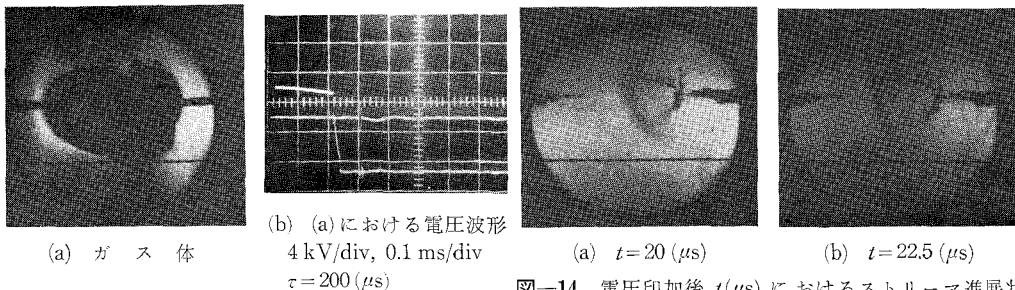 (a) ガス体
(b) (a)における電圧波形
4 kV/div, 0.1 ms/div
τ=200(μs)
(a) t=20(μs)
(b) t=22.5(μs)
図—14 電圧印加後 t(μs) におけるストリーマ進展